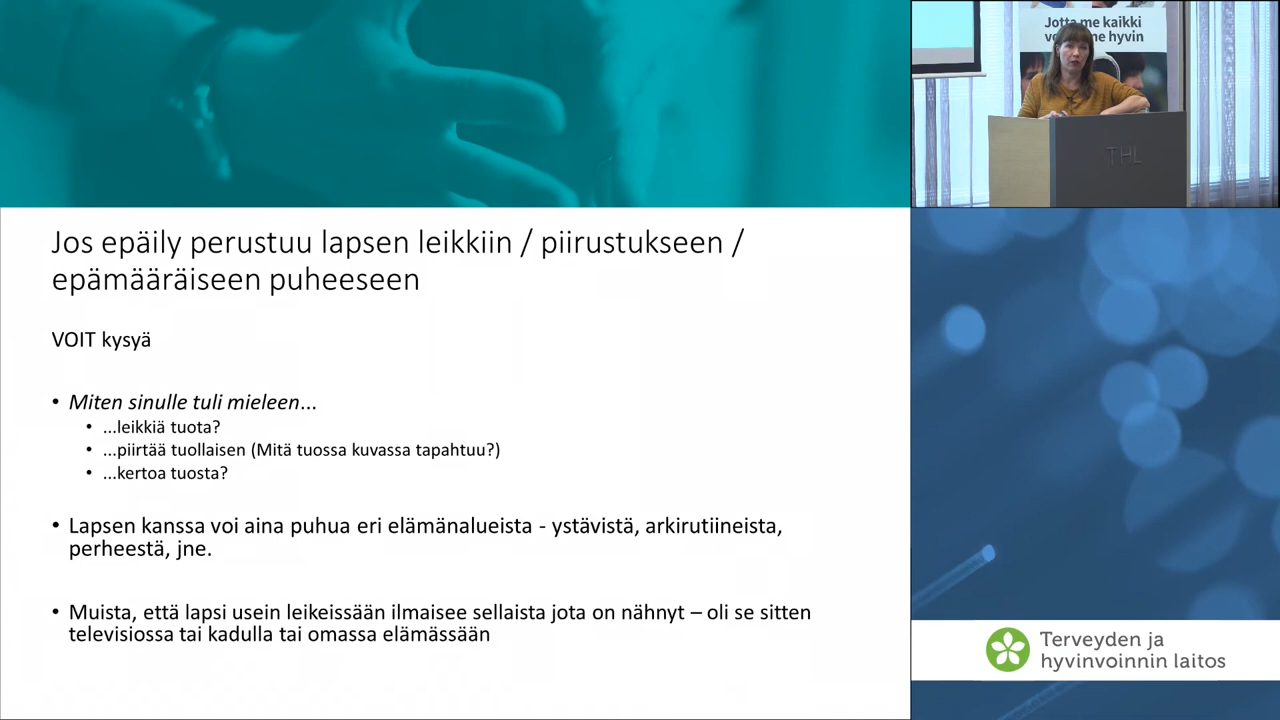 Jos epäily perustuu lapsen leikkiin / piirustukseen /
epämääräiseen puheeseen
VOIT kysyä
• Miten sinulle tuli mieleen...
• ...leikkiä tuota?
• ...piirtää tuollaisen (Mitä tuossa kuvassa tapahtuu?)
• ...kertoa tuosta?
• Lapsen kanssa voi aina puhua eri elämänalueista - ystävistä, arkirutiineista,
perheestä, jne.
• Muista, että lapsi usein leikeissään ilmaisee sellaista jota on nähnyt – oli se sitten
televisiossa tai kadulla tai omassa elämässään
Jotta me kaikki
hyvin
THL
Terveyden ja
hyvinvoinnin laitos